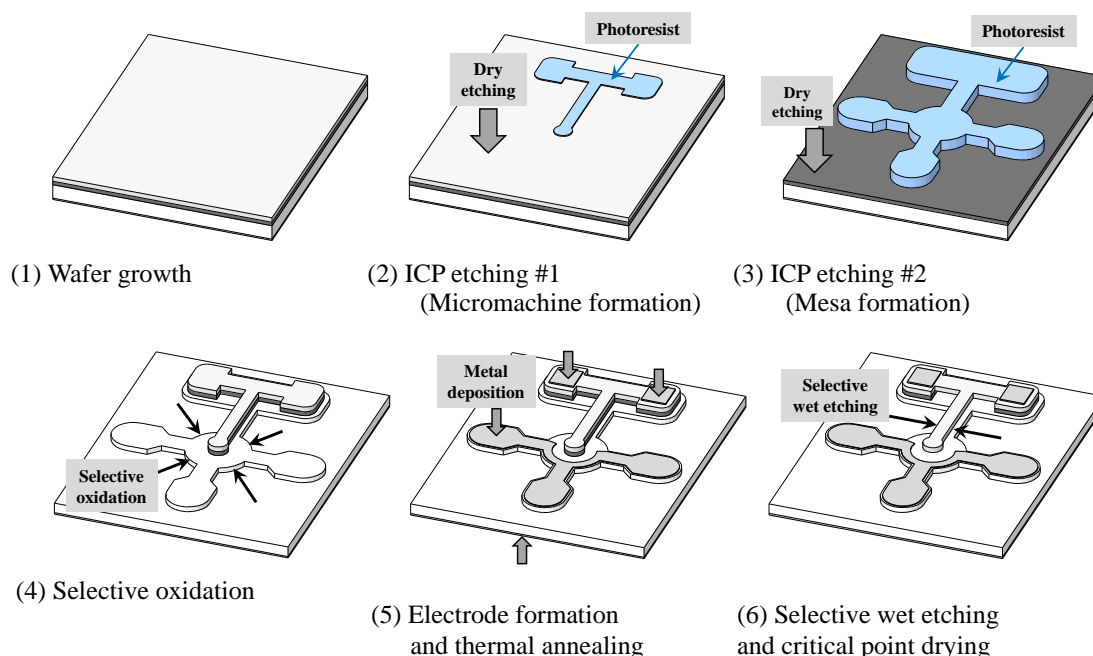 Photoresist
Dry
etching
Photoresist
Dry
etching
(1) Wafer growth
(2) ICP etching #1
(Micromachine formation)
(3) ICP etching #2
(Mesa formation)
Selective
oxidation
Metal
deposition
Selective
wet etching
(4) Selective oxidation
(5) Electrode formation
and thermal annealing
(6) Selective wet etching
and critical point drying